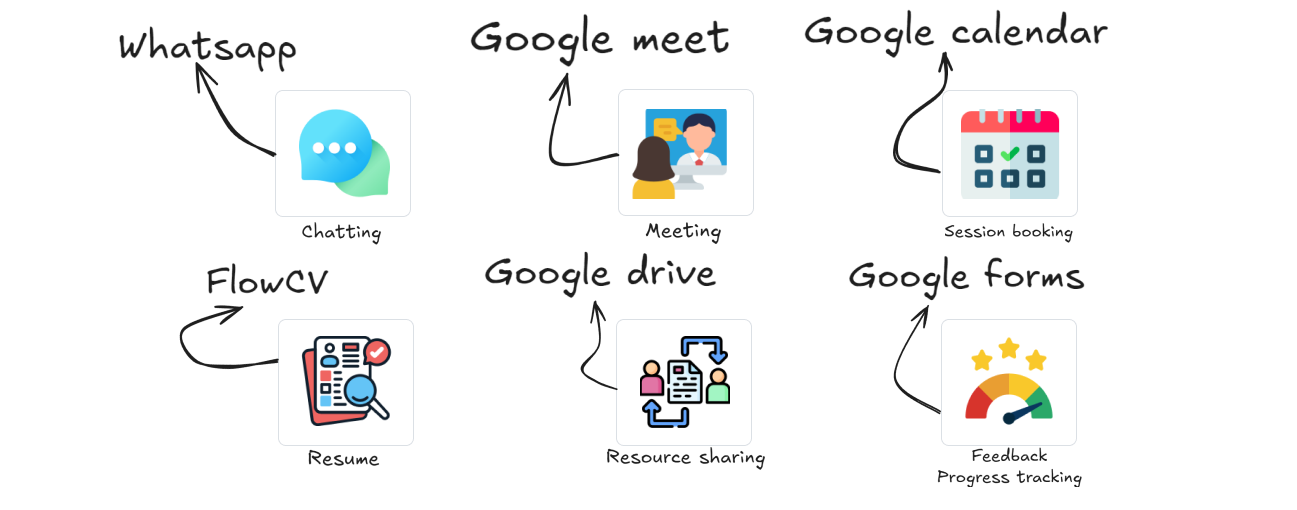 Whatsapp
Google meet
Google calendar
Chatting
Meeting
Session booking
FlowCV
Google drive
Google forms
Resume
Resource sharing
Feedback
Progress tracking